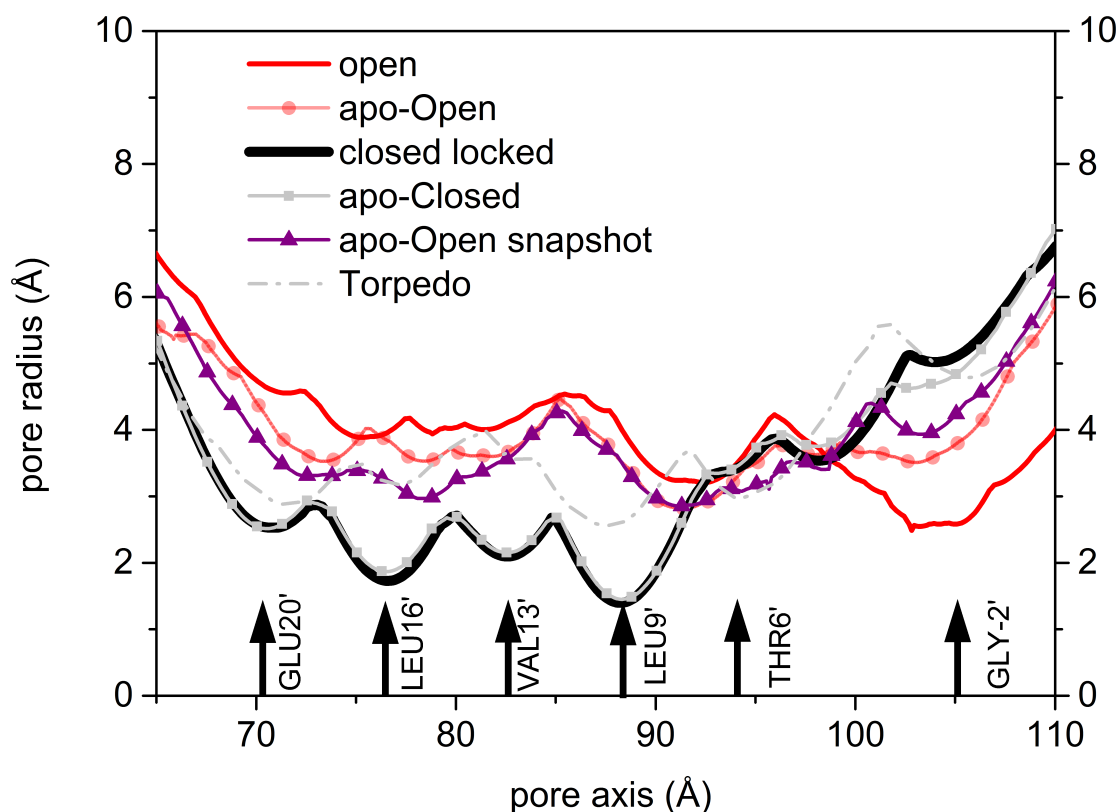 10
8
6
4
2
0
10
8
6
4
2
0
pore radius (Å)
open
apo-Open
closed locked
apo-Closed
apo-Open snapshot
Torpedo
GLU20'
LEU16'
VAL13'
LEU9'
THR6'
GLY-2'
70 80 90 100 110
pore axis (Å)